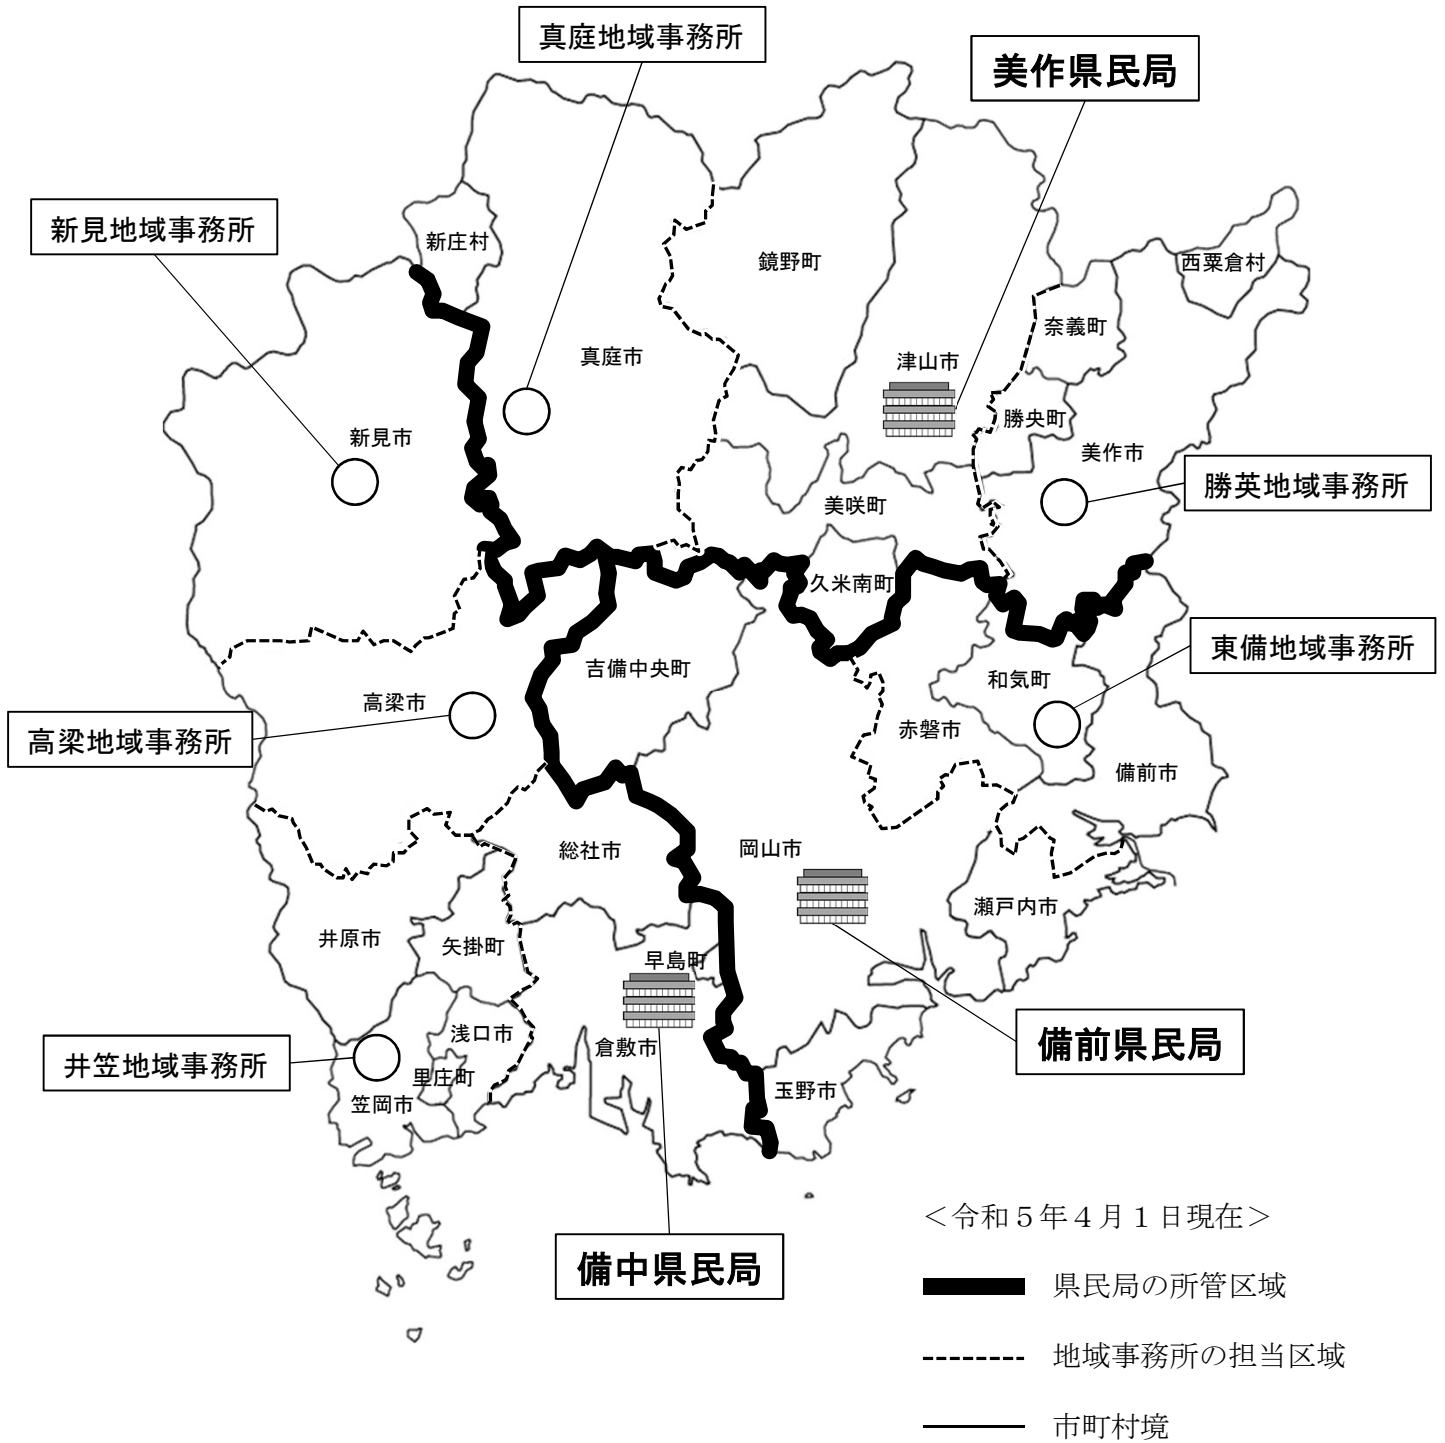 真庭地域事務所
美作県民局
新見地域事務所
新庄村
鏡野町
西粟倉村
奈義町
真庭市
津山市
勝央町
新見市
美作市
勝英地域事務所
美咲町
久米南町
吉備中央町
和気町
東備地域事務所
高梁市
赤磐市
高梁地域事務所
備前市
総社市
岡山市
瀬戸内市
井原市
矢掛町
早島町
浅口市
倉敷市
備前県民局
井笠地域事務所
里庄町
笠岡市
玉野市
備中県民局
＜令和５年４月１日現在＞
県民局の所管区域
地域事務所の担当区域
市町村境